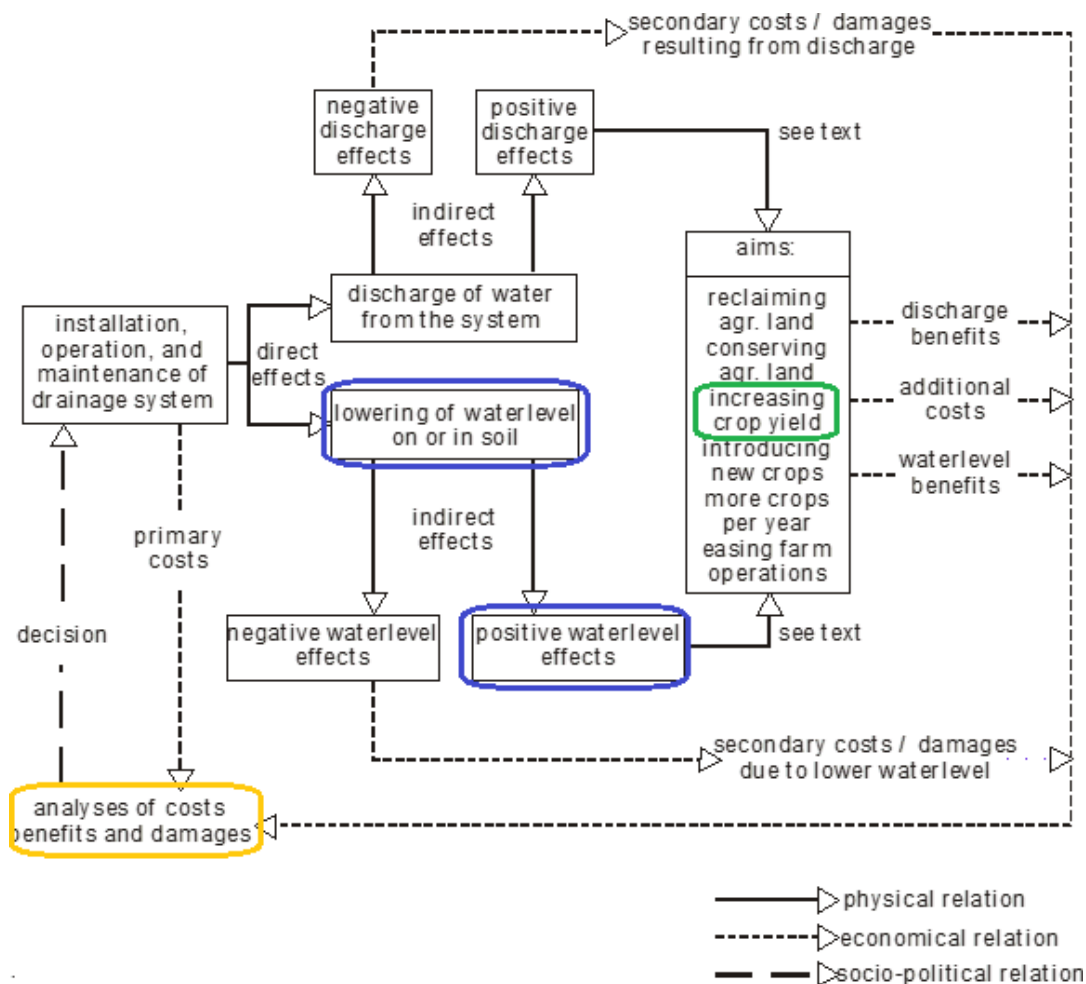 secondary costs / damages
resulting from discharge
negative
discharge
effects
positive
discharge
effects
see text
indirect
effects
aims:
reclaiming
agr. land
conserving
agr. land
increasing
crop yield
introducing
new crops
more crops
per year
easing farm
operations
discharge of water
from the system
installation,
operation, and
maintenance of
drainage system
direct
effects
lowering of waterlevel
on or in soil
discharge
benefits
additional
costs
waterlevel
benefits
indirect
effects
primary
costs
decision
negative waterlevel
effects
positive waterlevel
effects
see text
secondary costs / damages
due to lower waterlevel
analyses of costs
benefits and damages
physical relation
economical relation
socio-political relation